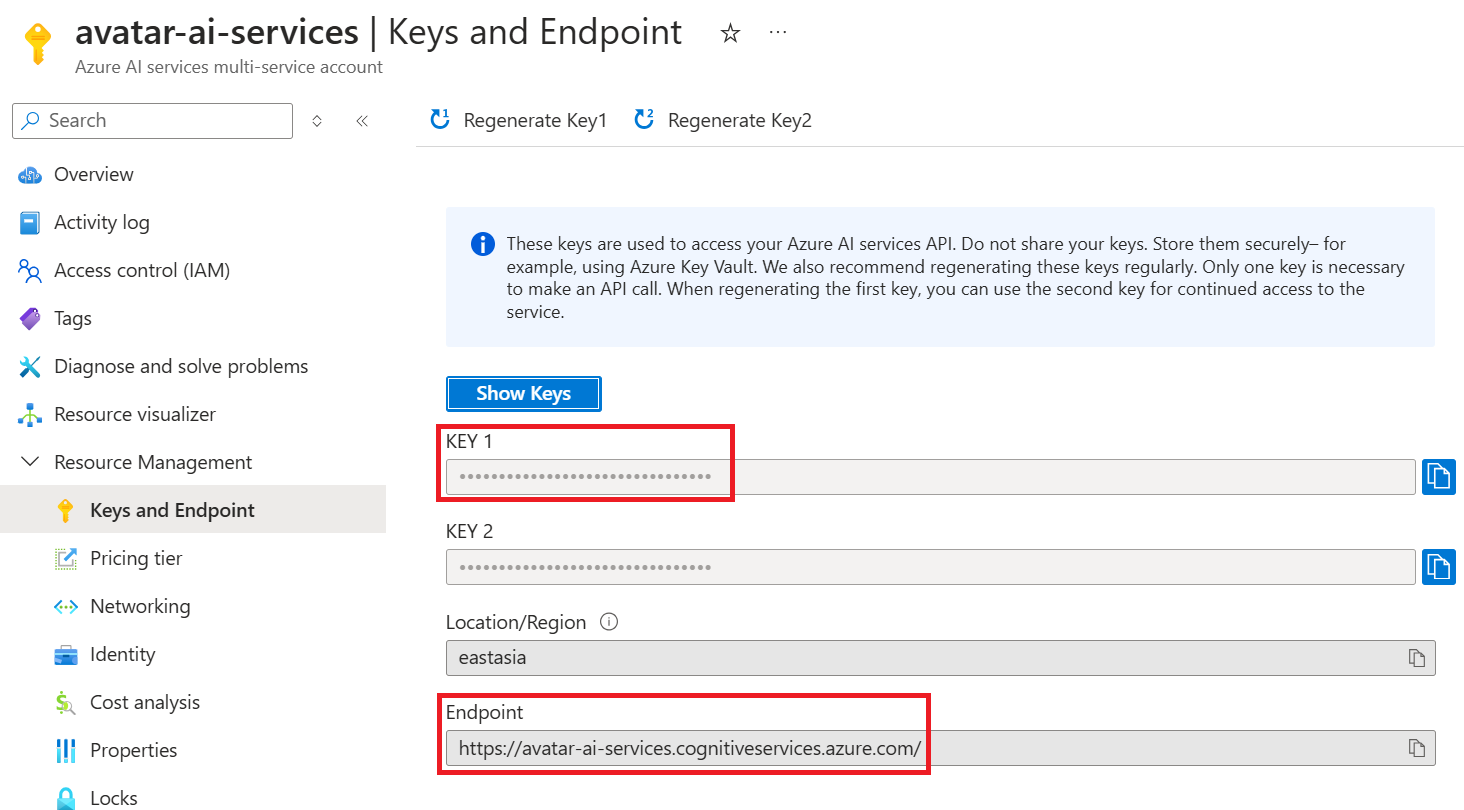 avatar-ai-services | Keys and Endpoint
Azure AI services multi-service account
Search
Overview
Activity log
Access control (IAM)
Tags
Diagnose and solve problems
Resource visualizer
Resource Management
Keys and Endpoint
Pricing tier
Networking
Identity
Cost analysis
Properties
Locks
1 Regenerate Key1
2 Regenerate Key2
These keys are used to access your Azure AI services API. Do not share your keys. Store them securely– for
example, using Azure Key Vault. We also recommend regenerating these keys regularly. Only one key is necessary
to make an API call. When regenerating the first key, you can use the second key for continued access to the
service.
Show Keys
KEY 1
••••••••••••••••••••••••••••••••
KEY 2
••••••••••••••••••••••••••••••••
Location/Region
eastasia
Endpoint
https://avatar-ai-services.cognitiveservices.azure.com/